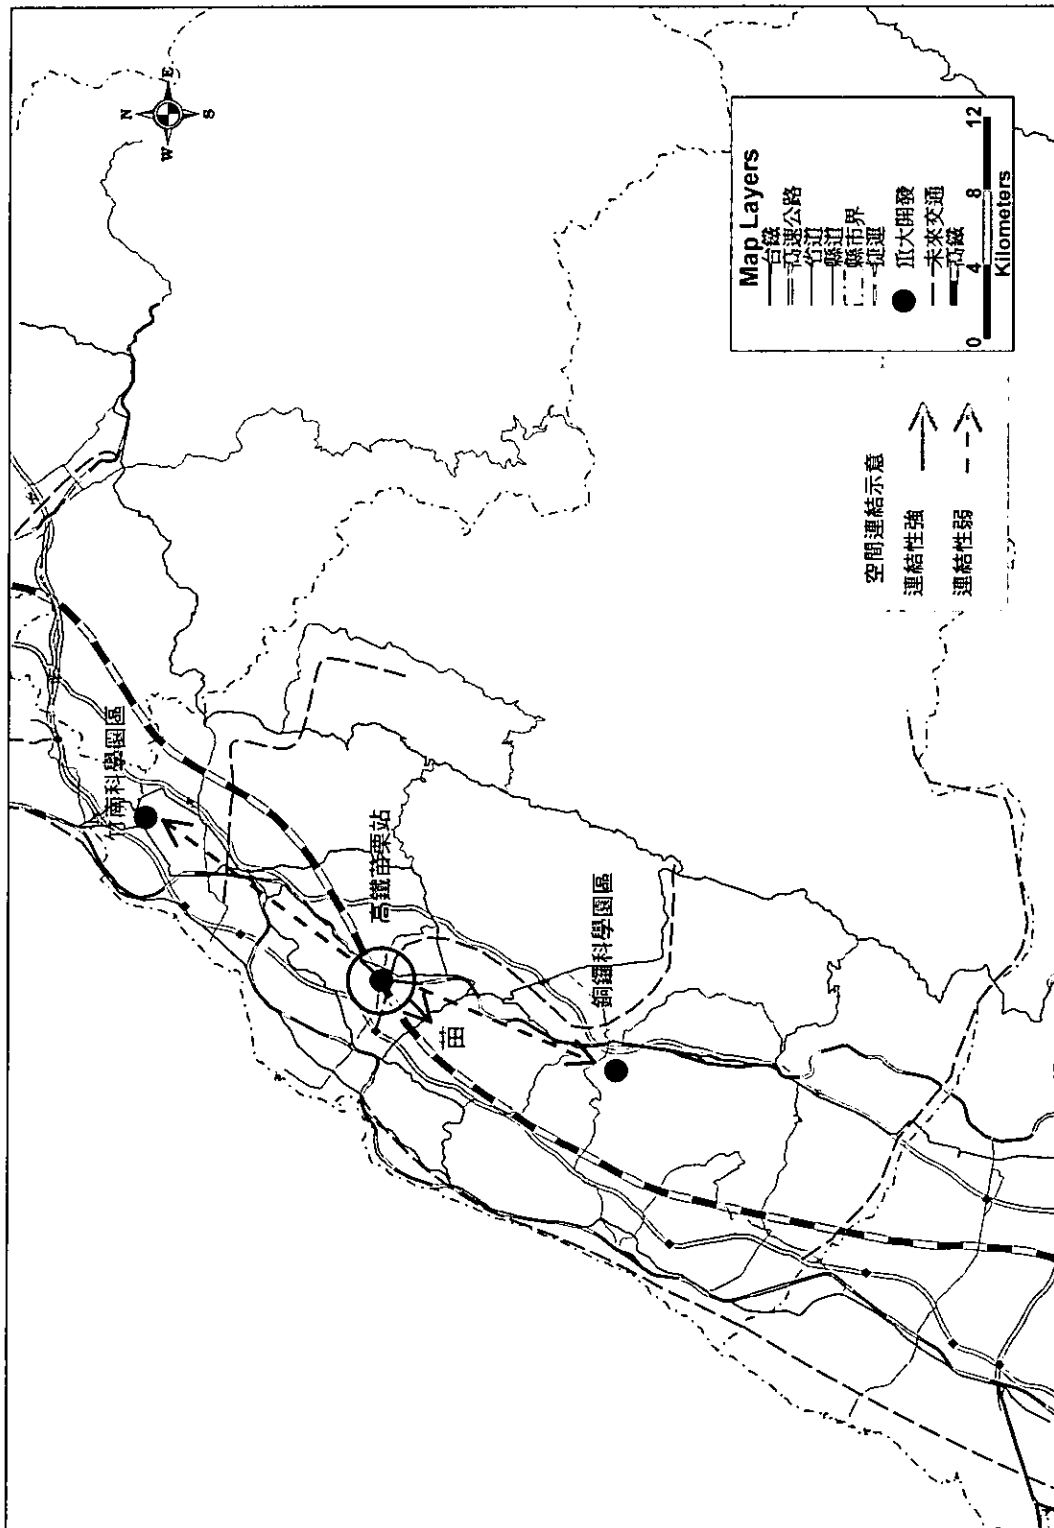 N
E
W
S
竹南科學園區
高鐵苗栗站
苗
銅鑼科學園區
Map Layers
台鐵
高速公路
省道
縣道
縣市界
捷運
重大開發
未來交通
高鐵
0 4 8 12
Kilometers
空間連結示意
連結性強
連結性弱